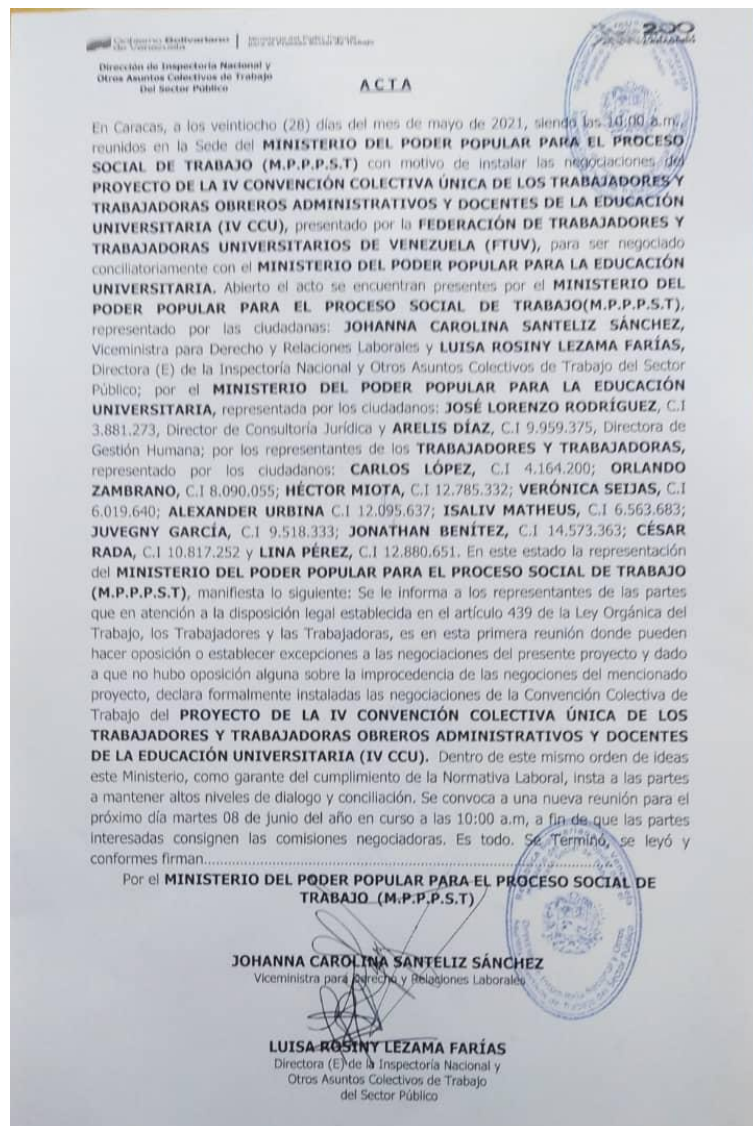 Gobierno Bolivariano de Venezuela | Ministerio del Poder Popular para el Proceso Social de Trabajo
200
Dirección de Inspectoría Nacional y
Otros Asuntos Colectivos de Trabajo
Del Sector Público
ACTA
En Caracas, a los veintiocho (28) días del mes de mayo de 2021, siendo las 10:00 a.m.,
reunidos en la Sede del MINISTERIO DEL PODER POPULAR PARA EL PROCESO
SOCIAL DE TRABAJO (M.P.P.P.S.T) con motivo de instalar las negociaciones del
PROYECTO DE LA IV CONVENCIÓN COLECTIVA ÚNICA DE LOS TRABAJADORES Y
TRABAJADORAS OBREROS ADMINISTRATIVOS Y DOCENTES DE LA EDUCACIÓN
UNIVERSITARIA (IV CCU), presentado por la FEDERACIÓN DE TRABAJADORES Y
TRABAJADORAS UNIVERSITARIOS DE VENEZUELA (FTUV), para ser negociado
conciliatoriamente con el MINISTERIO DEL PODER POPULAR PARA LA EDUCACIÓN
UNIVERSITARIA. Abierto el acto se encuentran presentes por el MINISTERIO DEL
PODER POPULAR PARA EL PROCESO SOCIAL DE TRABAJO(M.P.P.P.S.T),
representado por las ciudadanas: JOHANNA CAROLINA SANTELIZ SÁNCHEZ,
Viceministra para Derecho y Relaciones Laborales y LUISA ROSINY LEZAMA FARÍAS,
Directora (E) de la Inspectoría Nacional y Otros Asuntos Colectivos de Trabajo del Sector
Público; por el MINISTERIO DEL PODER POPULAR PARA LA EDUCACIÓN
UNIVERSITARIA, representada por los ciudadanos: JOSÉ LORENZO RODRÍGUEZ, C.I
3.881.273, Director de Consultoría Jurídica y ARELIS DÍAZ, C.I 9.959.375, Directora de
Gestión Humana; por los representantes de los TRABAJADORES Y TRABAJADORAS,
representado por los ciudadanos: CARLOS LÓPEZ, C.I 4.164.200; ORLANDO
ZAMBRANO, C.I 8.090.055; HÉCTOR MIOTA, C.I 12.785.332; VERÓNICA SEIJAS, C.I
6.019.640; ALEXANDER URBINA C.I 12.095.637; ISALIV MATHEUS, C.I 6.563.683;
JUVEGNY GARCÍA, C.I 9.518.333; JONATHAN BENÍTEZ, C.I 14.573.363; CÉSAR
RADA, C.I 10.817.252 y LINA PÉREZ, C.I 12.880.651. En este estado la representación
del MINISTERIO DEL PODER POPULAR PARA EL PROCESO SOCIAL DE TRABAJO
(M.P.P.P.S.T), manifiesta lo siguiente: Se le informa a los representantes de las partes
que en atención a la disposición legal establecida en el artículo 439 de la Ley Orgánica del
Trabajo, los Trabajadores y las Trabajadoras, es en esta primera reunión donde pueden
hacer oposición o establecer excepciones a las negociaciones del presente proyecto y dado
a que no hubo oposición alguna sobre la improcedencia de las negociones del mencionado
proyecto, declara formalmente instaladas las negociaciones de la Convención Colectiva de
Trabajo del PROYECTO DE LA IV CONVENCIÓN COLECTIVA ÚNICA DE LOS
TRABAJADORES Y TRABAJADORAS OBREROS ADMINISTRATIVOS Y DOCENTES
DE LA EDUCACIÓN UNIVERSITARIA (IV CCU). Dentro de este mismo orden de ideas
este Ministerio, como garante del cumplimiento de la Normativa Laboral, insta a las partes
a mantener altos niveles de dialogo y conciliación. Se convoca a una nueva reunión para el
próximo día martes 08 de junio del año en curso a las 10:00 a.m, a fin de que las partes
interesadas consignen las comisiones negociadoras. Es todo. Se Terminó, se leyó y
conformes firman...
Por el MINISTERIO DEL PODER POPULAR PARA EL PROCESO SOCIAL DE
TRABAJO (M.P.P.P.S.T)
JOHANNA CAROLINA SANTELIZ SÁNCHEZ
Viceministra para Derecho y Relaciones Laborales
LUISA ROSINY LEZAMA FARÍAS
Directora (E) de la Inspectoría Nacional y
Otros Asuntos Colectivos de Trabajo
del Sector Público